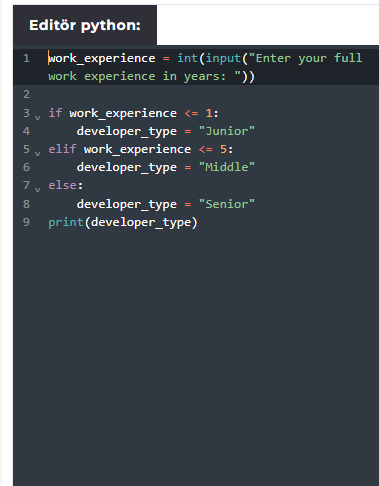 Editör python:
1 work_experience = int(input("Enter your full
work experience in years: "))
2
3 if work_experience <= 1:
4     developer_type = "Junior"
5 elif work_experience <= 5:
6     developer_type = "Middle"
7 else:
8     developer_type = "Senior"
9 print(developer_type)